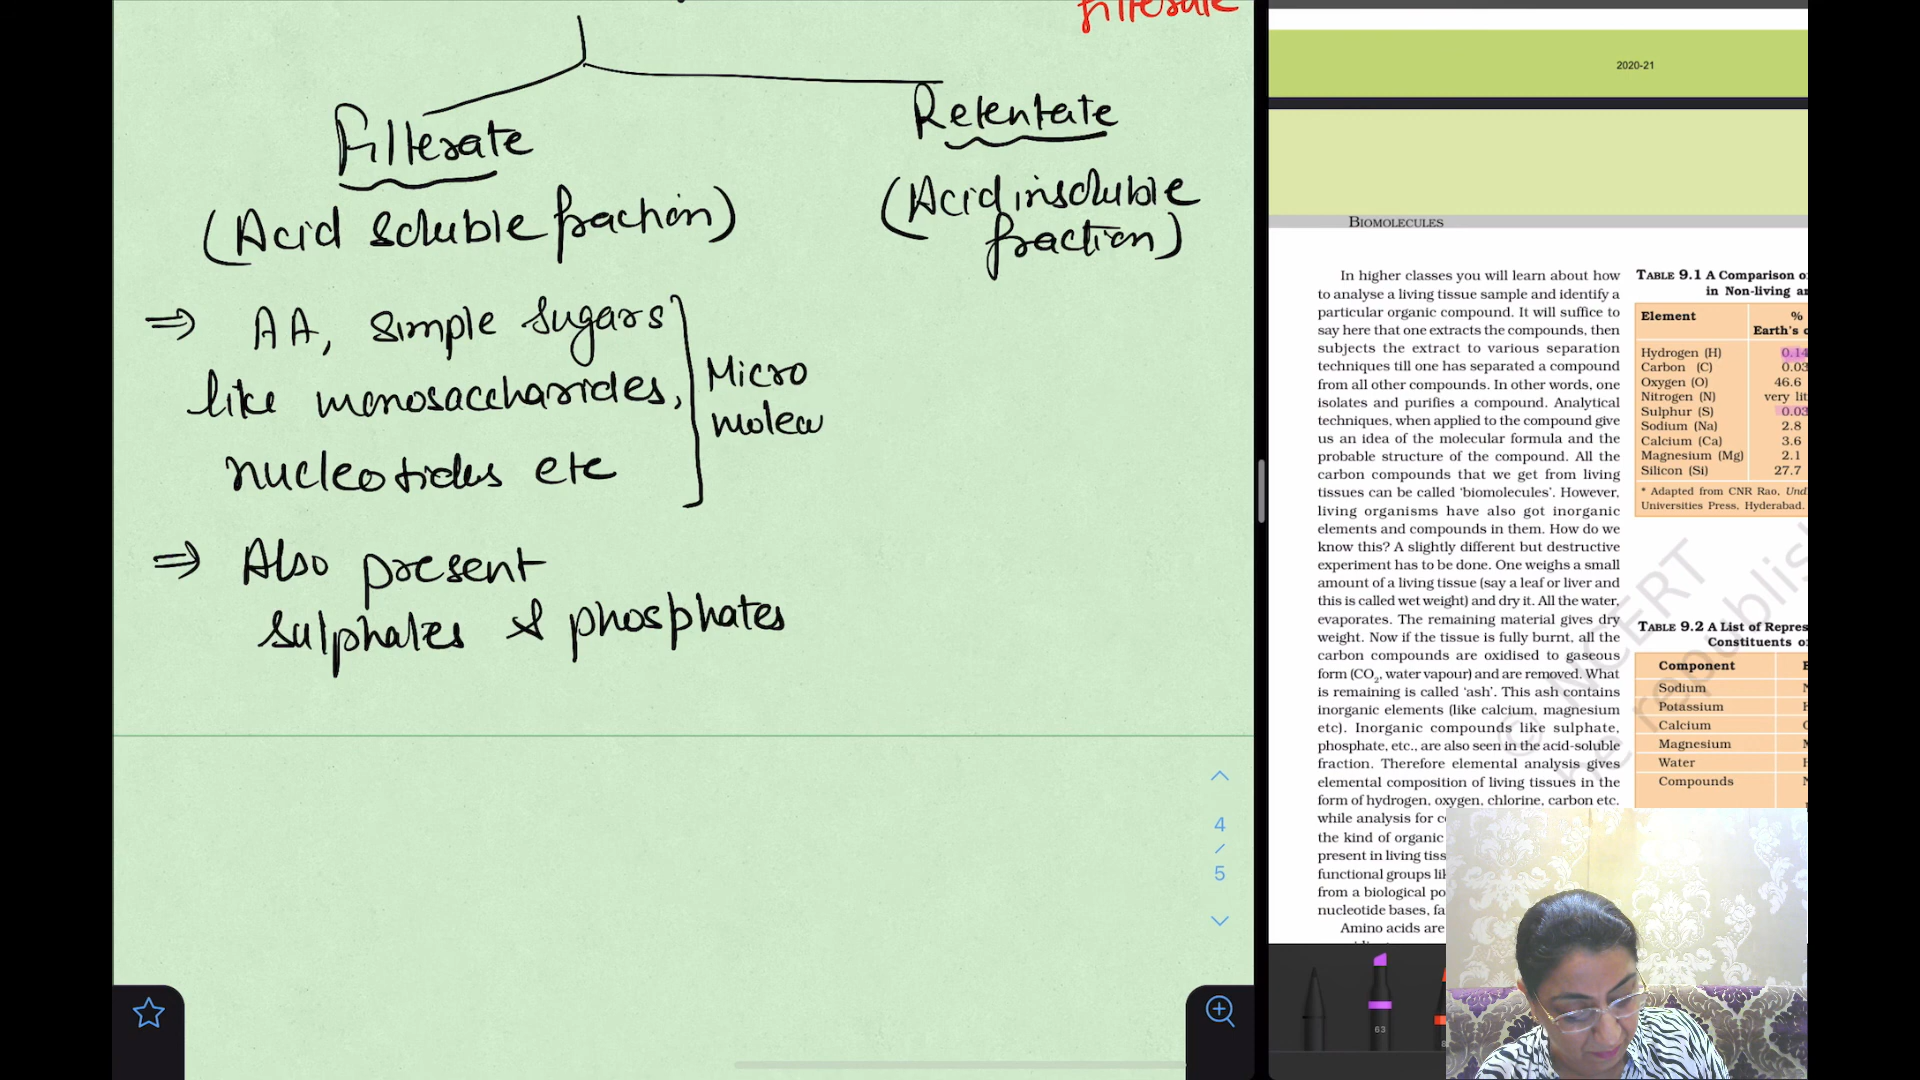 Filterate
Retentate
(Acid soluble fraction)
(Acid insoluble
fraction)
⇒ AA, simple sugars
like monosaccharides,
nucleotides etc
Micro
molecu
⇒ Also present
sulphates & phosphates
4
/
5
2020-21
BIOMOLECULES
In higher classes you will learn about how
to analyse a living tissue sample and identify a
particular organic compound. It will suffice to
say here that one extracts the compounds, then
subjects the extract to various separation
techniques till one has separated a compound
from all other compounds. In other words, one
isolates and purifies a compound. Analytical
techniques, when applied to the compound give
us an idea of the molecular formula and the
probable structure of the compound. All the
carbon compounds that we get from living
tissues can be called 'biomolecules'. However,
living organisms have also got inorganic
elements and compounds in them. How do we
know this? A slightly different but destructive
experiment has to be done. One weighs a small
amount of a living tissue (say a leaf or liver and
this is called wet weight) and dry it. All the water,
evaporates. The remaining material gives dry
weight. Now if the tissue is fully burnt, all the
carbon compounds are oxidised to gaseous
form (CO2, water vapour) and are removed. What
is remaining is called 'ash'. This ash contains
inorganic elements (like calcium, magnesium
etc). Inorganic compounds like sulphate,
phosphate, etc., are also seen in the acid-soluble
fraction. Therefore elemental analysis gives
elemental composition of living tissues in the
form of hydrogen, oxygen, chlorine, carbon etc.
while analysis for c
the kind of organic
present in living tiss
functional groups li
from a biological po
nucleotide bases, fa
Amino acids are
TABLE 9.1 A Comparison o
in Non-living a
Element %
Earth's c
Hydrogen (H) 0.14
Carbon (C) 0.03
Oxygen (O) 46.6
Nitrogen (N) very lit
Sulphur (S) 0.03
Sodium (Na) 2.8
Calcium (Ca) 3.6
Magnesium (Mg) 2.1
Silicon (Si) 27.7
* Adapted from CNR Rao, Und
Universities Press, Hyderabad.
TABLE 9.2 A List of Repres
Constituents o
Component
Sodium
Potassium
Calcium
Magnesium
Water
Compounds
© NCERT
be republish
63